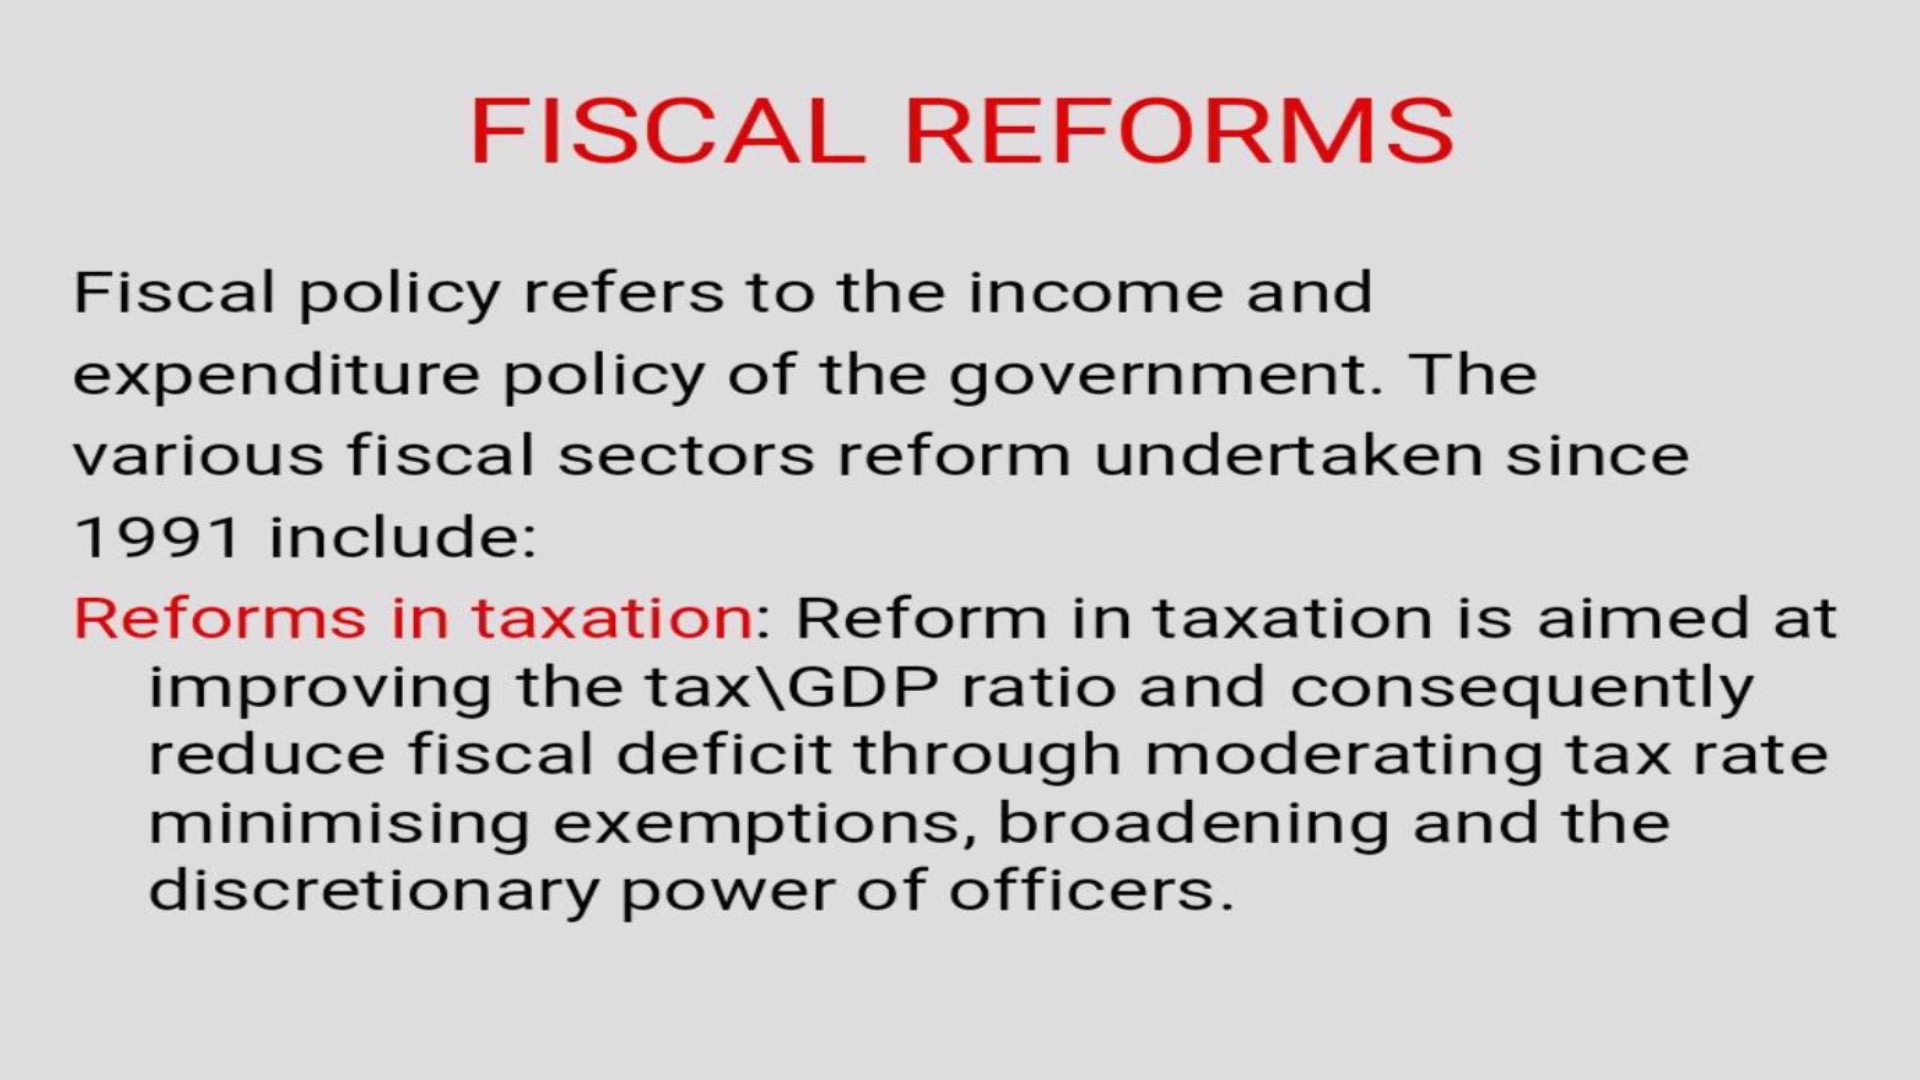 FISCAL REFORMS
Fiscal policy refers to the income and
expenditure policy of the government. The
various fiscal sectors reform undertaken since
1991 include:
Reforms in taxation: Reform in taxation is aimed at
improving the tax\GDP ratio and consequently
reduce fiscal deficit through moderating tax rate
minimising exemptions, broadening and the
discretionary power of officers.